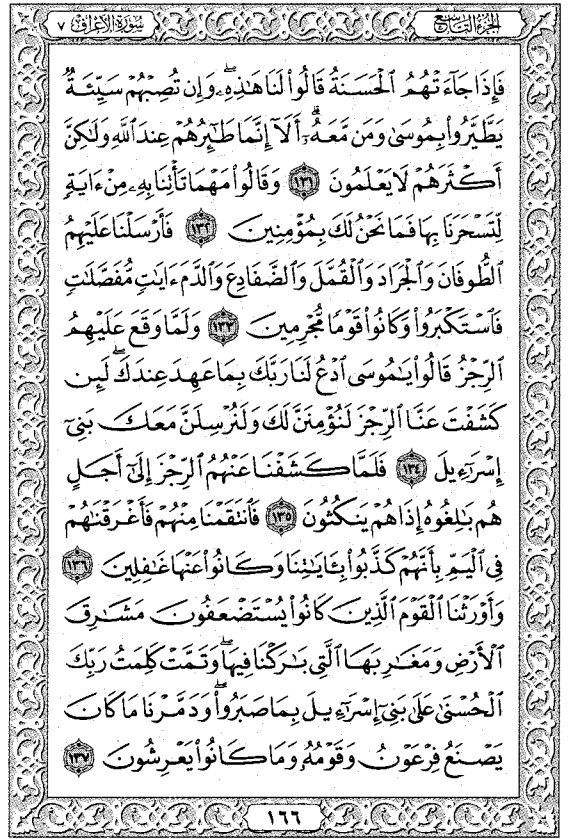 الجزء التاسع
سورة الأعراف ٧
فَإِذَا جَآءَتْهُمُ ٱلْحَسَنَةُ قَالُوا۟ لَنَا هَٰذِهِۦ ۖ وَإِن تُصِبْهُمْ سَيِّئَةٌ
يَطَّيَّرُوا۟ بِمُوسَىٰ وَمَن مَّعَهُۥٓ ۗ أَلَآ إِنَّمَا طَٰٓئِرُهُمْ عِندَ ٱللَّهِ وَلَٰكِنَّ
أَكْثَرَهُمْ لَا يَعْلَمُونَ ١٣١ وَقَالُوا۟ مَهْمَا تَأْتِنَا بِهِۦ مِنْ ءَايَةٍ
لِّتَسْحَرَنَا بِهَا فَمَا نَحْنُ لَكَ بِمُؤْمِنِينَ ١٣٢ فَأَرْسَلْنَا عَلَيْهِمُ
ٱلطُّوفَانَ وَٱلْجَرَادَ وَٱلْقُمَّلَ وَٱلضَّفَادِعَ وَٱلدَّمَ ءَايَٰتٍ مُّفَصَّلَٰتٍ
فَٱسْتَكْبَرُوا۟ وَكَانُوا۟ قَوْمًا مُّجْرِمِينَ ١٣٣ وَلَمَّا وَقَعَ عَلَيْهِمُ
ٱلرِّجْزُ قَالُوا۟ يَٰمُوسَى ٱدْعُ لَنَا رَبَّكَ بِمَا عَهِدَ عِندَكَ ۖ لَئِن
كَشَفْتَ عَنَّا ٱلرِّجْزَ لَنُؤْمِنَنَّ لَكَ وَلَنُرْسِلَنَّ مَعَكَ بَنِىٓ
إِسْرَٰٓءِيلَ ١٣٤ فَلَمَّا كَشَفْنَا عَنْهُمُ ٱلرِّجْزَ إِلَىٰٓ أَجَلٍ
هُم بَٰلِغُوهُ إِذَا هُمْ يَنكُثُونَ ١٣٥ فَٱنتَقَمْنَا مِنْهُمْ فَأَغْرَقْنَٰهُمْ
فِى ٱلْيَمِّ بِأَنَّهُمْ كَذَّبُوا۟ بِـَٔايَٰتِنَا وَكَانُوا۟ عَنْهَا غَٰفِلِينَ ١٣٦
وَأَوْرَثْنَا ٱلْقَوْمَ ٱلَّذِينَ كَانُوا۟ يُسْتَضْعَفُونَ مَشَٰرِقَ
ٱلْأَرْضِ وَمَغَٰرِبَهَا ٱلَّتِى بَٰرَكْنَا فِيهَا ۖ وَتَمَّتْ كَلِمَتُ رَبِّكَ
ٱلْحُسْنَىٰ عَلَىٰ بَنِىٓ إِسْرَٰٓءِيلَ بِمَا صَبَرُوا۟ ۖ وَدَمَّرْنَا مَا كَانَ
يَصْنَعُ فِرْعَوْنُ وَقَوْمُهُۥ وَمَا كَانُوا۟ يَعْرِشُونَ ١٣٧
١٦٦